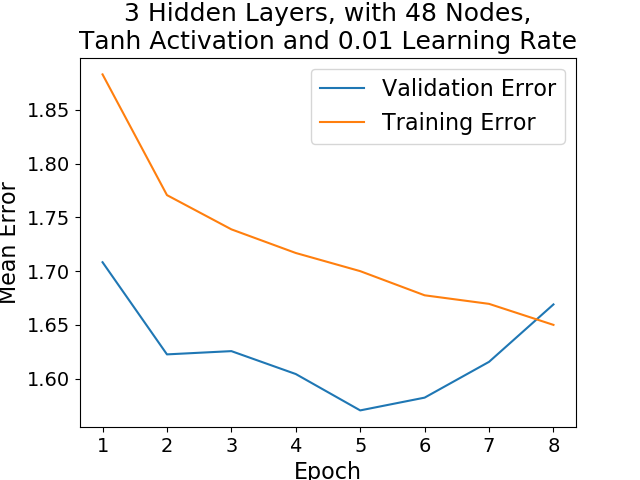 3 Hidden Layers, with 48 Nodes,
Tanh Activation and 0.01 Learning Rate
Validation Error
Training Error
Mean Error
1.85
1.80
1.75
1.70
1.65
1.60
1 2 3 4 5 6 7 8
Epoch